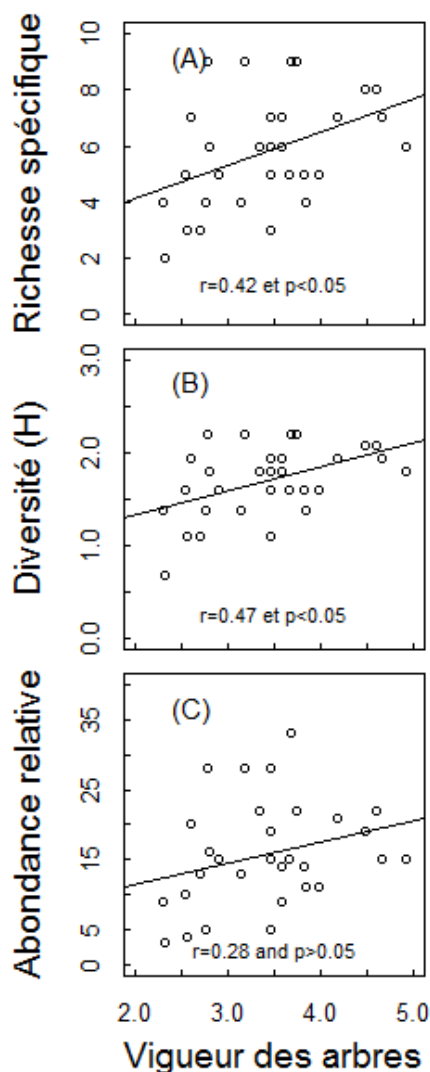 Richesse spécifique
10
8
6
4
2
0
(A)
r=0.42 et p<0.05
Diversité (H)
3.0
2.0
1.0
0.0
(B)
r=0.47 et p<0.05
Abondance relative
35
25
15
5
0
(C)
r=0.28 and p>0.05
2.0 3.0 4.0 5.0
Vigueur des arbres